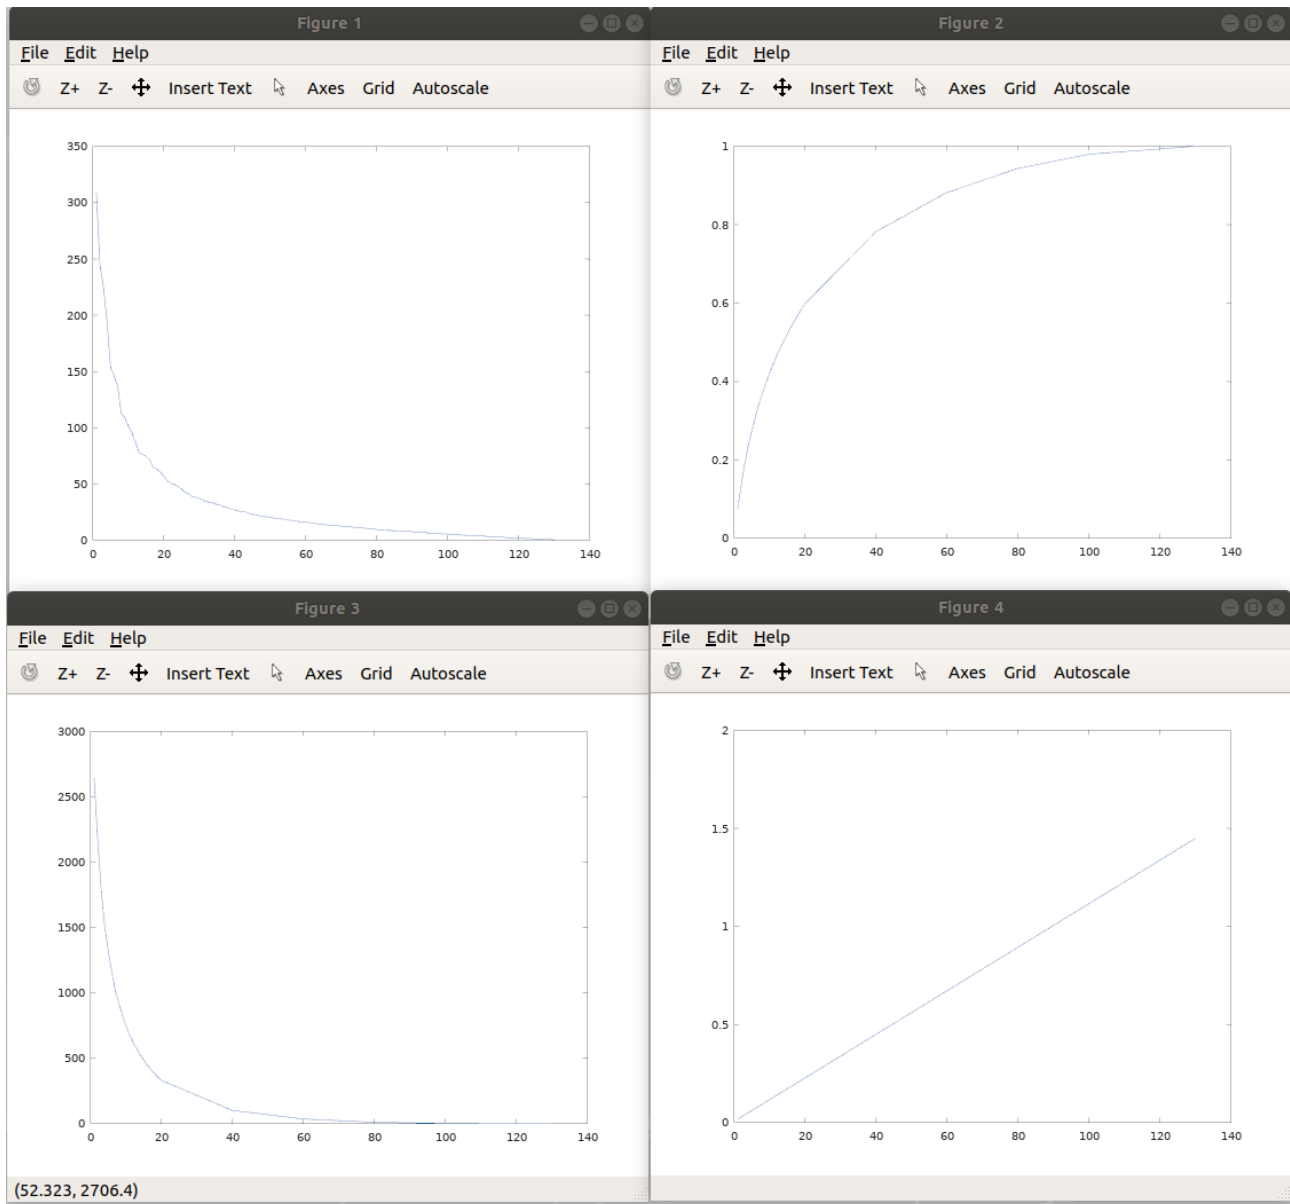 Figure 1
File Edit Help
Z+ Z- Insert Text Axes Grid Autoscale
350
300
250
200
150
100
50
0
0 20 40 60 80 100 120 140
Figure 2
File Edit Help
Z+ Z- Insert Text Axes Grid Autoscale
1
0.8
0.6
0.4
0.2
0
0 20 40 60 80 100 120 140
Figure 3
File Edit Help
Z+ Z- Insert Text Axes Grid Autoscale
3000
2500
2000
1500
1000
500
0
0 20 40 60 80 100 120 140
(52.323, 2706.4)
Figure 4
File Edit Help
Z+ Z- Insert Text Axes Grid Autoscale
2
1.5
1
0.5
0
0 20 40 60 80 100 120 140